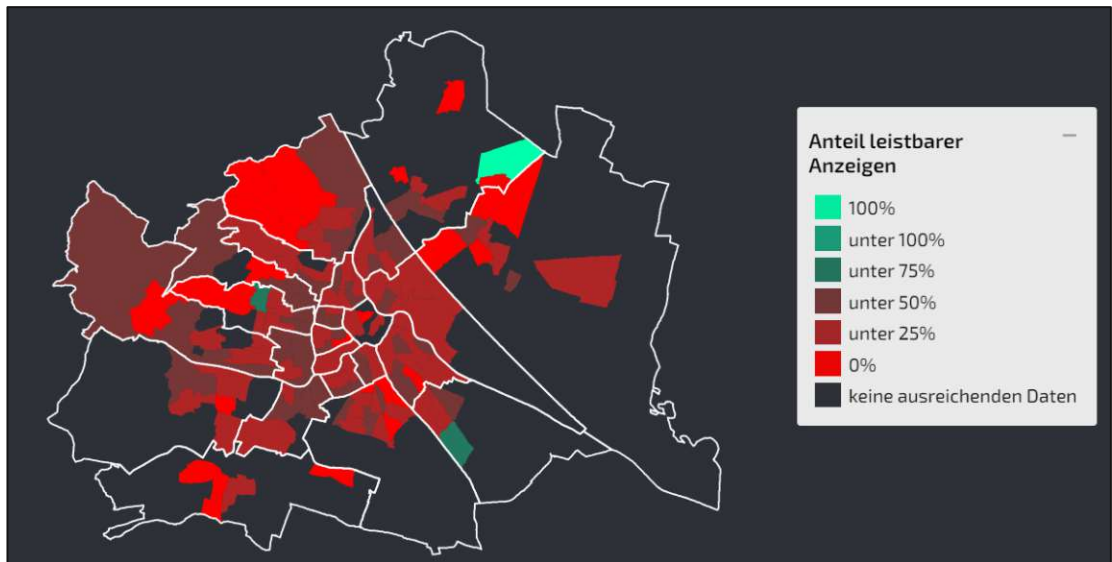 Anteil leistbarer
Anzeigen
100%
unter 100%
unter 75%
unter 50%
unter 25%
0%
keine ausreichenden Daten